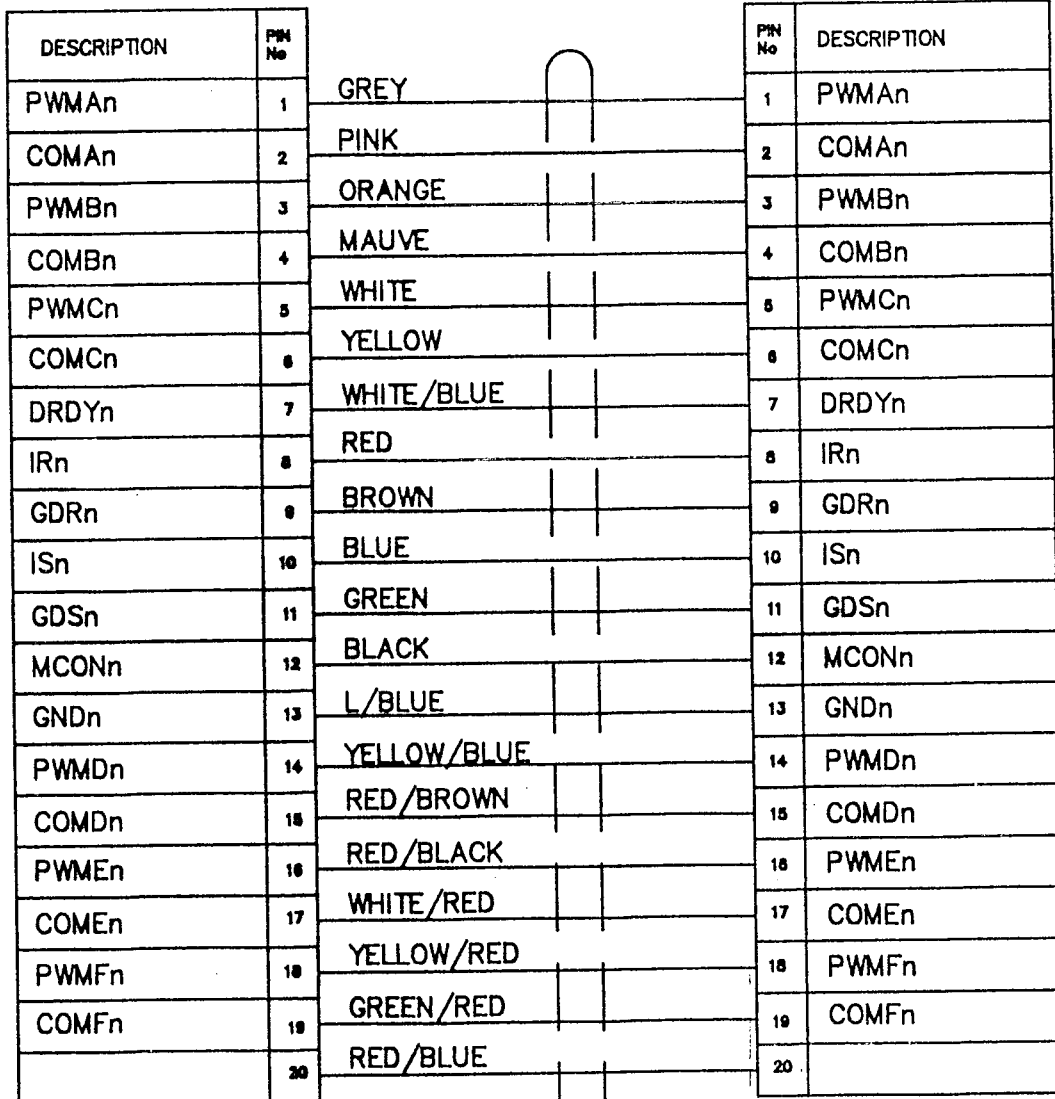 DESCRIPTION PIN No PIN No DESCRIPTION
PWMAn 1 GREY 1 PWMAn
COMAn 2 PINK 2 COMAn
PWMBn 3 ORANGE 3 PWMBn
COMBn 4 MAUVE 4 COMBn
PWMCn 5 WHITE 5 PWMCn
COMCn 6 YELLOW 6 COMCn
DRDYn 7 WHITE/BLUE 7 DRDYn
IRn 8 RED 8 IRn
GDRn 9 BROWN 9 GDRn
ISn 10 BLUE 10 ISn
GDSn 11 GREEN 11 GDSn
MCONn 12 BLACK 12 MCONn
GNDn 13 L/BLUE 13 GNDn
PWMDn 14 YELLOW/BLUE 14 PWMDn
COMDn 15 RED/BROWN 15 COMDn
PWMEn 16 RED/BLACK 16 PWMEn
COMEn 17 WHITE/RED 17 COMEn
PWMFn 18 YELLOW/RED 18 PWMFn
COMFn 19 GREEN/RED 19 COMFn
20 RED/BLUE 20